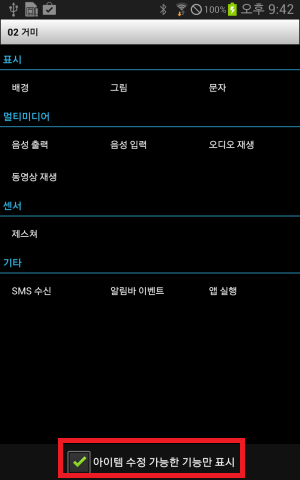 100% 오후 9:42
02 거미
표시
배경 그림 문자
멀티미디어
음성 출력 음성 입력 오디오 재생
동영상 재생
센서
제스쳐
기타
SMS 수신 알림바 이벤트 앱 실행
아이템 수정 가능한 기능만 표시